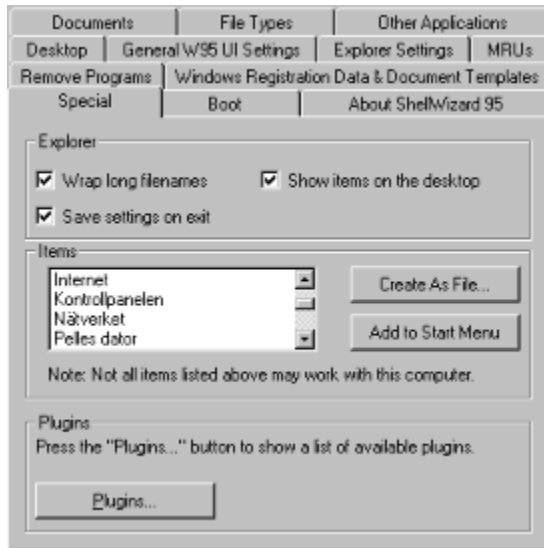 Documents File Types Other Applications
Desktop General W95 UI Settings Explorer Settings MRUs
Remove Programs Windows Registration Data & Document Templates
Special Boot About ShellWizard 95
Explorer
Wrap long filenames Show items on the desktop
Save settings on exit
Items
Internet
Kontrollpanelen
Nätverket
Pelles dator
Create As File...
Add to Start Menu
Note: Not all items listed above may work with this computer.
Plugins
Press the "Plugins..." button to show a list of available plugins.
Plugins...